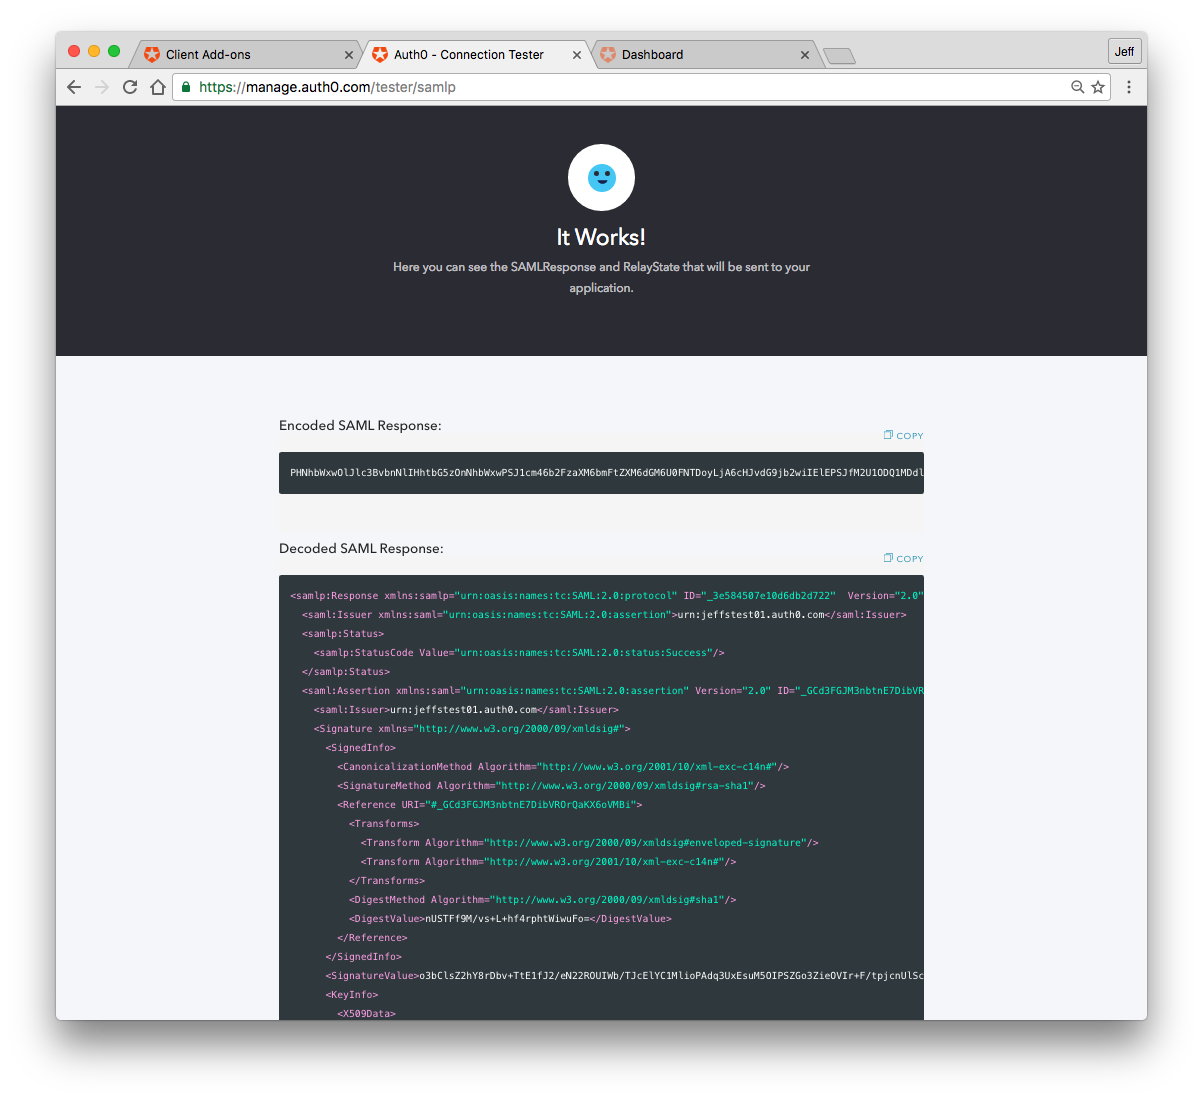 Client Add-ons
Auth0 - Connection Tester
Dashboard
Jeff
https://manage.auth0.com/tester/samlp
It Works!
Here you can see the SAMLResponse and RelayState that will be sent to your
application.
Encoded SAML Response:
COPY
PHNhbWxwOlJlc3BvbnNlIHhtbG5zOnNhbWxwPSJ1cm46b2FzaXM6bmFtZXM6dGM6U0FNTDoyLjA6cHJvdG9jb2wiIElEPSJfM2U1ODQ1MDdl
Decoded SAML Response:
COPY
<samlp:Response xmlns:samlp="urn:oasis:names:tc:SAML:2.0:protocol" ID="_3e584507e10d6db2d722"  Version="2.0"
<saml:Issuer xmlns:saml="urn:oasis:names:tc:SAML:2.0:assertion">urn:jeffstest01.auth0.com</saml:Issuer>
<samlp:Status>
<samlp:StatusCode Value="urn:oasis:names:tc:SAML:2.0:status:Success"/>
</samlp:Status>
<saml:Assertion xmlns:saml="urn:oasis:names:tc:SAML:2.0:assertion" Version="2.0" ID="_GCd3FGJM3nbtnE7DibVR
<saml:Issuer>urn:jeffstest01.auth0.com</saml:Issuer>
<Signature xmlns="http://www.w3.org/2000/09/xmldsig#">
<SignedInfo>
<CanonicalizationMethod Algorithm="http://www.w3.org/2001/10/xml-exc-c14n#"/>
<SignatureMethod Algorithm="http://www.w3.org/2000/09/xmldsig#rsa-sha1"/>
<Reference URI="#_GCd3FGJM3nbtnE7DibVROrQaKX6oVMBi">
<Transforms>
<Transform Algorithm="http://www.w3.org/2000/09/xmldsig#enveloped-signature"/>
<Transform Algorithm="http://www.w3.org/2001/10/xml-exc-c14n#"/>
</Transforms>
<DigestMethod Algorithm="http://www.w3.org/2000/09/xmldsig#sha1"/>
<DigestValue>nUSTFf9M/vs+L+hf4rphtWiwuFo=</DigestValue>
</Reference>
</SignedInfo>
<SignatureValue>o3bClsZ2hY8rDbv+TtE1fJ2/eN22ROUIWb/TJcElYC1MlioPAdq3UxEsuM5OIPSZGo3ZieOVIr+F/tpjcnUlSc
<KeyInfo>
<X509Data>